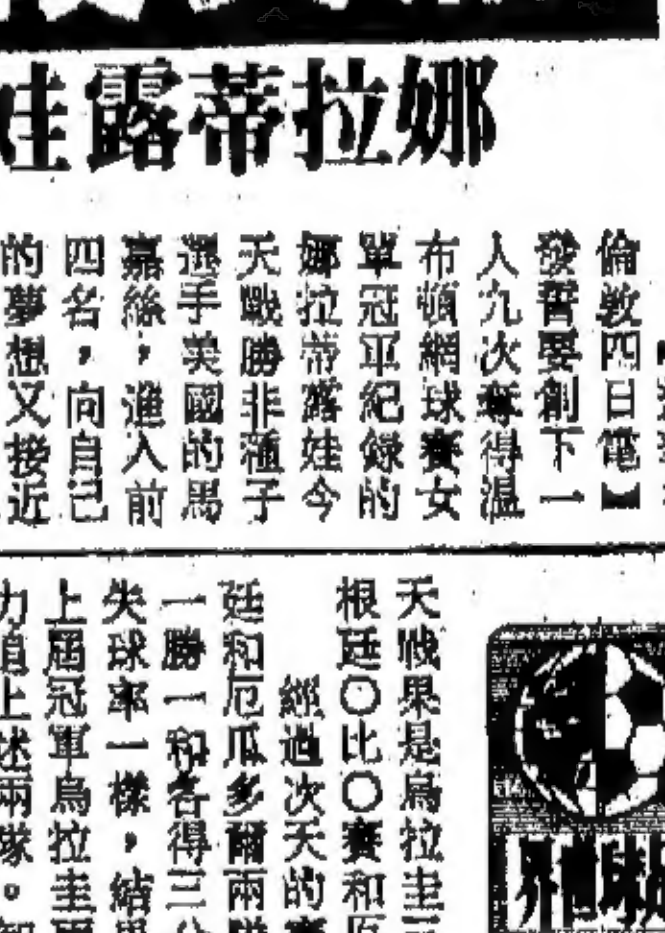 娜拉蒂露娃
倫敦四日電】
發誓要創下一
人九次奪得溫
布頓網球賽女
單冠軍紀錄的
娜拉蒂露娃今
天戰勝非種子
選手美國的馬
嘉絲,進入前
四名,向自己
的夢想又接近
天戰果是烏拉圭
根廷〇比〇賽和厄
經過次天的賽
廷和厄瓜多爾兩隊
一勝一和各得三分
失球率一樣,結果
上屆冠軍烏拉圭
力追上述兩隊。